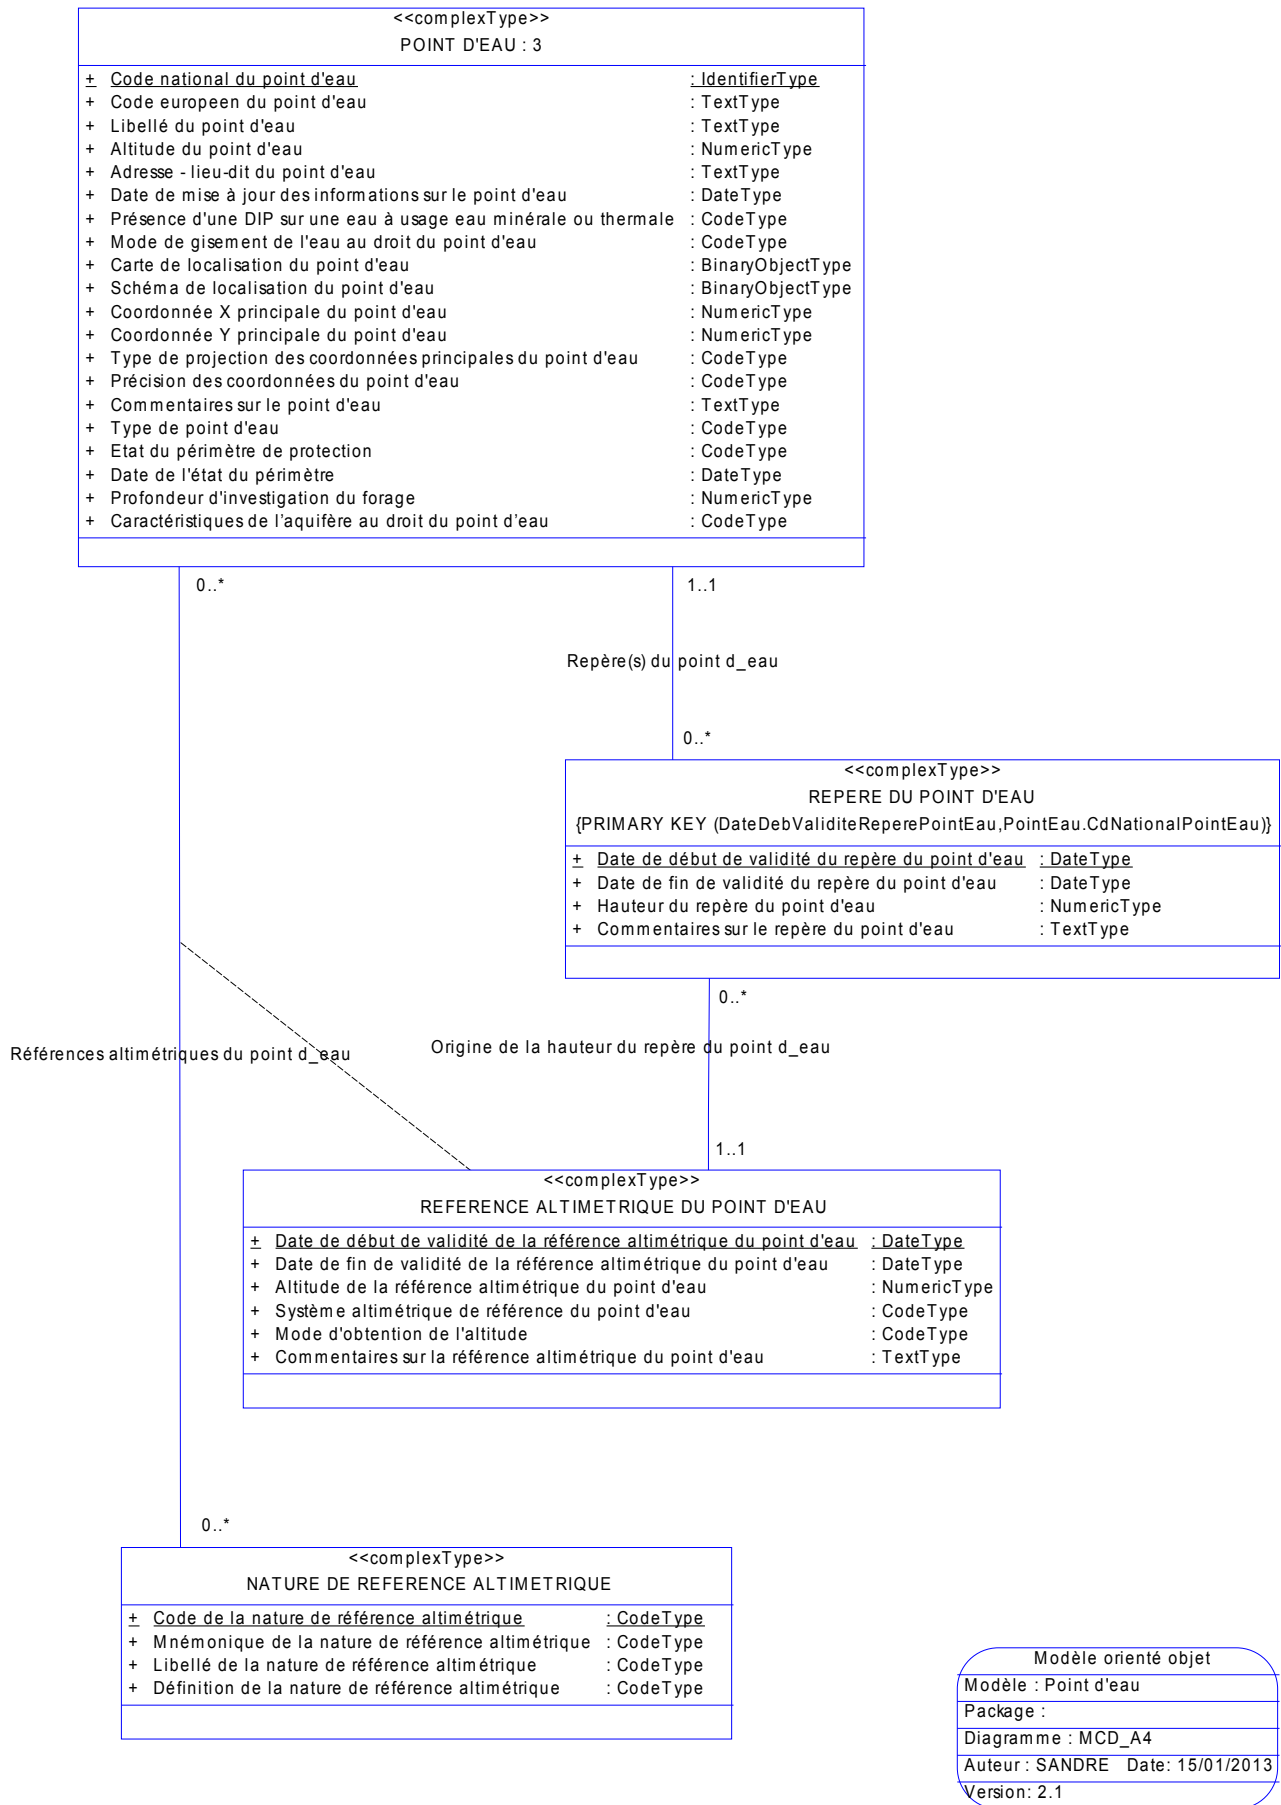 <<complexType>>
POINT D'EAU : 3
+ Code national du point d'eau : IdentifierType
+ Code europeen du point d'eau : TextType
+ Libellé du point d'eau : TextType
+ Altitude du point d'eau : NumericType
+ Adresse - lieu-dit du point d'eau : TextType
+ Date de mise à jour des informations sur le point d'eau : DateType
+ Présence d'une DIP sur une eau à usage eau minérale ou thermale : CodeType
+ Mode de gisement de l'eau au droit du point d'eau : CodeType
+ Carte de localisation du point d'eau : BinaryObjectType
+ Schéma de localisation du point d'eau : BinaryObjectType
+ Coordonnée X principale du point d'eau : NumericType
+ Coordonnée Y principale du point d'eau : NumericType
+ Type de projection des coordonnées principales du point d'eau : CodeType
+ Précision des coordonnées du point d'eau : CodeType
+ Commentaires sur le point d'eau : TextType
+ Type de point d'eau : CodeType
+ Etat du périmètre de protection : CodeType
+ Date de l'état du périmètre : DateType
+ Profondeur d'investigation du forage : NumericType
+ Caractéristiques de l’aquifère au droit du point d’eau : CodeType
0..* 1..1
Repère(s) du point d_eau
0..*
<<complexType>>
REPERE DU POINT D'EAU
{PRIMARY KEY (DateDebValiditeReperePointEau,PointEau.CdNationalPointEau)}
+ Date de début de validité du repère du point d'eau : DateType
+ Date de fin de validité du repère du point d'eau : DateType
+ Hauteur du repère du point d'eau : NumericType
+ Commentaires sur le repère du point d'eau : TextType
0..*
Origine de la hauteur du repère du point d_eau
Références altimétriques du point d_eau
1..1
<<complexType>>
REFERENCE ALTIMETRIQUE DU POINT D'EAU
+ Date de début de validité de la référence altimétrique du point d'eau : DateType
+ Date de fin de validité de la référence altimétrique du point d'eau : DateType
+ Altitude de la référence altimétrique du point d'eau : NumericType
+ Système altimétrique de référence du point d'eau : CodeType
+ Mode d'obtention de l'altitude : CodeType
+ Commentaires sur la référence altimétrique du point d'eau : TextType
0..*
<<complexType>>
NATURE DE REFERENCE ALTIMETRIQUE
+ Code de la nature de référence altimétrique : CodeType
+ Mnémonique de la nature de référence altimétrique : CodeType
+ Libellé de la nature de référence altimétrique : CodeType
+ Définition de la nature de référence altimétrique : CodeType
Modèle orienté objet
Modèle : Point d'eau
Package :
Diagramme : MCD_A4
Auteur : SANDRE Date: 15/01/2013
Version: 2.1